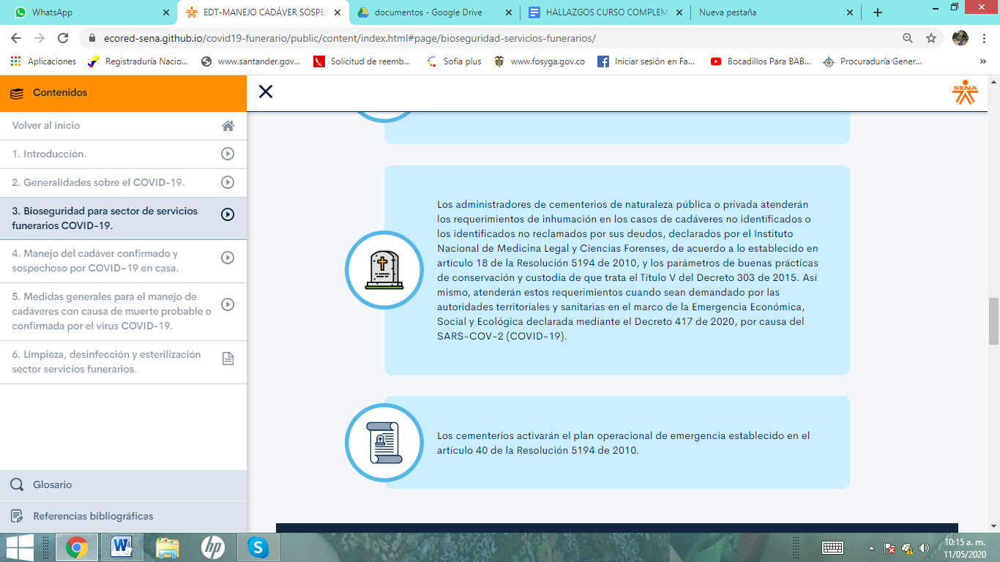 WhatsApp
EDT-MANEJO CADÁVER SOSPE
documentos - Google Drive
HALLAZGOS CURSO COMPLEM
Nueva pestaña
ecored-sena.github.io/covid19-funerario/public/content/index.html#page/bioseguridad-servicios-funerarios/
Aplicaciones
Registraduría Nacio...
www.santander.gov...
Solicitud de reemb...
Sofia plus
www.fosyga.gov.co
Iniciar sesión en Fa...
Bocadillos Para BAB...
Procuraduría Gener...
»
Contenidos
SENA
Volver al inicio
1. Introducción.
2. Generalidades sobre el COVID-19.
3. Bioseguridad para sector de servicios
funerarios COVID-19.
4. Manejo del cadáver confirmado y
sospechoso por COVID–19 en casa.
5. Medidas generales para el manejo de
cadáveres con causa de muerte probable o
confirmada por el virus COVID-19.
6. Limpieza, desinfección y esterilización
sector servicios funerarios.
Glosario
Referencias bibliográficas
Los administradores de cementerios de naturaleza pública o privada atenderán
los requerimientos de inhumación en los casos de cadáveres no identificados o
los identificados no reclamados por sus deudos, declarados por el Instituto
Nacional de Medicina Legal y Ciencias Forenses, de acuerdo a lo establecido en
artículo 18 de la Resolución 5194 de 2010, y los parámetros de buenas prácticas
de conservación y custodia de que trata el Título V del Decreto 303 de 2015. Así
mismo, atenderán estos requerimientos cuando sean demandado por las
autoridades territoriales y sanitarias en el marco de la Emergencia Económica,
Social y Ecológica declarada mediante el Decreto 417 de 2020, por causa del
SARS-COV-2 (COVID-19).
Los cementerios activarán el plan operacional de emergencia establecido en el
artículo 40 de la Resolución 5194 de 2010.
10:15 a. m.
11/05/2020